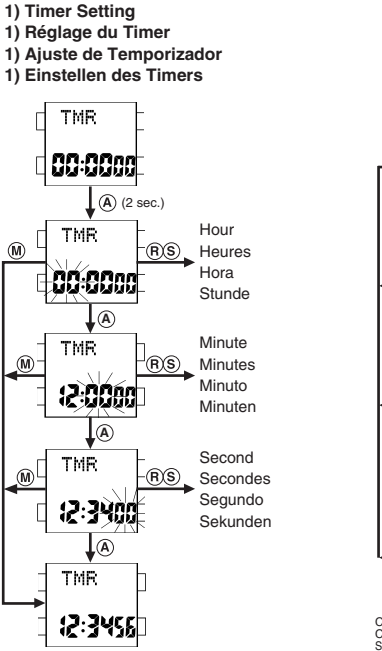 1) Timer Setting
1) Réglage du Timer
1) Ajuste de Temporizador
1) Einstellen des Timers
TMR
00:0000
A (2 sec.)
TMR
M
R S
00:0000
Hour
Heures
Hora
Stunde
A
TMR
M
R S
12:0000
Minute
Minutes
Minuto
Minuten
A
TMR
M
R S
12:3400
Second
Secondes
Segundo
Sekunden
A
TMR
12:3456